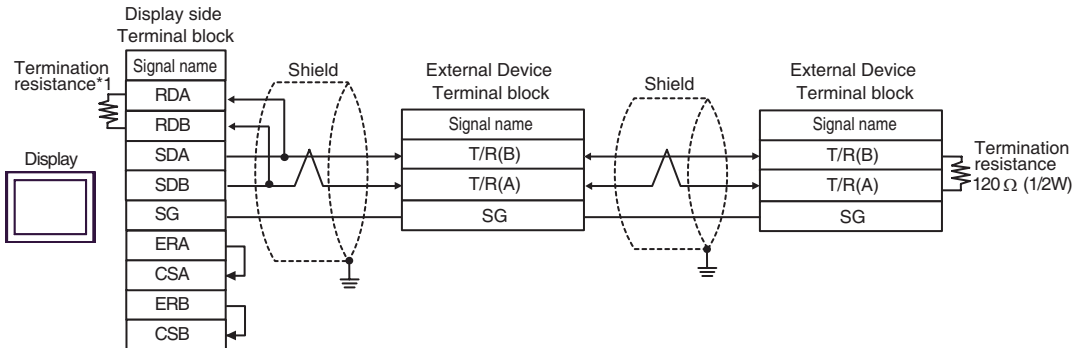 Display side
Terminal block
Signal name
RDA
RDB
SDA
SDB
SG
ERA
CSA
ERB
CSB
Termination
resistance*1
Display
Shield
External Device
Terminal block
Signal name
T/R(B)
T/R(A)
SG
Shield
External Device
Terminal block
Signal name
T/R(B)
T/R(A)
SG
Termination
resistance
120 Ω (1/2W)